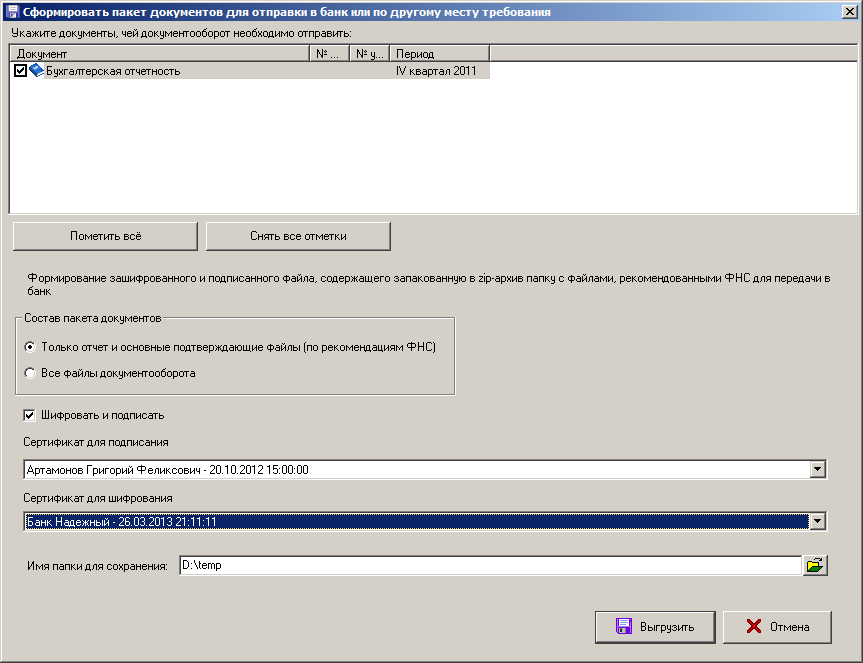 Сформировать пакет документов для отправки в банк или по другому месту требования
Укажите документы, чей документооборот необходимо отправить:
Документ № ... № у... Период
Бухгалтерская отчетность IV квартал 2011
Пометить всё Снять все отметки
Формирование зашифрованного и подписанного файла, содержащего запакованную в zip-архив папку с файлами, рекомендованными ФНС для передачи в
банк
Состав пакета документов
Только отчет и основные подтверждающие файлы (по рекомендациям ФНС)
Все файлы документооборота
Шифровать и подписать
Сертификат для подписания
Артамонов Григорий Феликсович - 20.10.2012 15:00:00
Сертификат для шифрования
Банк Надежный - 26.03.2013 21:11:11
Имя папки для сохранения: D:\temp
Выгрузить Отмена